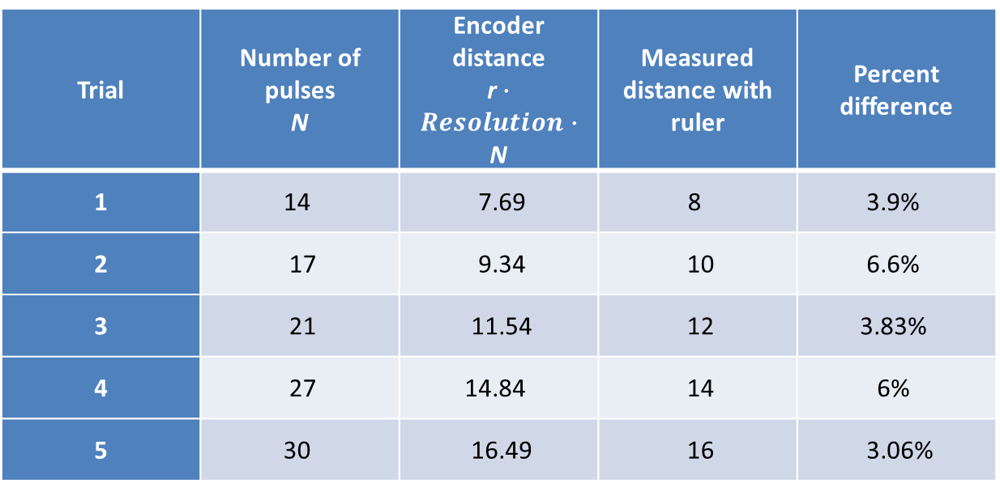 Trial
Number of
pulses
N
Encoder
distance
r ·
Resolution ·
N
Measured
distance with
ruler
Percent
difference
1 14 7.69 8 3.9%
2 17 9.34 10 6.6%
3 21 11.54 12 3.83%
4 27 14.84 14 6%
5 30 16.49 16 3.06%